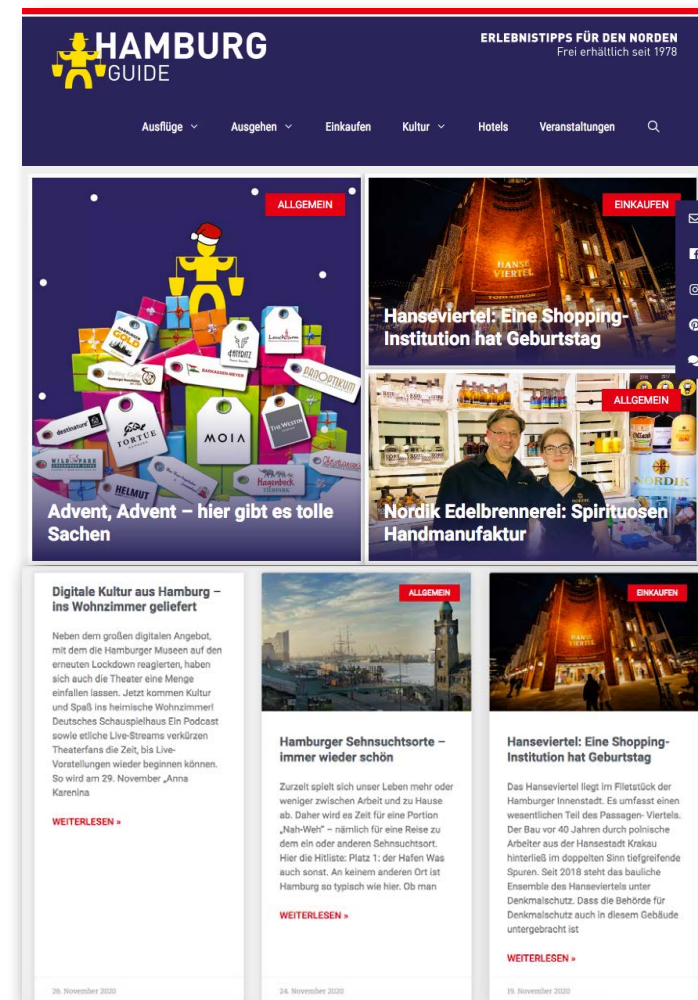 HAMBURG
GUIDE
ERLEBNISTIPPS FÜR DEN NORDEN
Frei erhältlich seit 1978
Ausflüge
Ausgehen
Einkaufen
Kultur
Hotels
Veranstaltungen
ALLGEMEIN
HAMBURGER
GOLD
CATERITZ
BARKASSEN-MEYER
PANOPTIKUM
destinature
TORTUE
MOIA
THE WESTIN
WILDPARK
HELMUT
Hagenbeck
TIERPARK
Advent, Advent – hier gibt es tolle
Sachen
EINKAUFEN
HANSE
VIERTEL
Hanseviertel: Eine Shopping-
Institution hat Geburtstag
ALLGEMEIN
NORDIK
Nordik Edelbrennerei: Spirituosen
Handmanufaktur
Digitale Kultur aus Hamburg –
ins Wohnzimmer geliefert
Neben dem großen digitalen Angebot,
mit dem die Hamburger Museen auf den
erneuten Lockdown reagierten, haben
sich auch die Theater eine Menge
einfallen lassen. Jetzt kommen Kultur
und Spaß ins heimische Wohnzimmer!
Deutsches Schauspielhaus Ein Podcast
sowie etliche Live-Streams verkürzen
Theaterfans die Zeit, bis Live-
Vorstellungen wieder beginnen können.
So wird am 29. November „Anna
Karenina
WEITERLESEN »
26. November 2020
ALLGEMEIN
Hamburger Sehnsuchtsorte –
immer wieder schön
Zurzeit spielt sich unser Leben mehr oder
weniger zwischen Arbeit und zu Hause
ab. Daher wird es Zeit für eine Portion
„Nah-Weh“ – nämlich für eine Reise zu
dem ein oder anderen Sehnsuchtsort.
Hier die Hitliste: Platz 1: der Hafen Was
auch sonst. An keinem anderen Ort ist
Hamburg so typisch wie hier. Ob man
WEITERLESEN »
24. November 2020
EINKAUFEN
HANSE
VIERTEL
Hanseviertel: Eine Shopping-
Institution hat Geburtstag
Das Hanseviertel liegt im Filetstück der
Hamburger Innenstadt. Es umfasst einen
wesentlichen Teil des Passagen- Viertels.
Der Bau vor 40 Jahren durch polnische
Arbeiter aus der Hansestadt Krakau
hinterließ im doppelten Sinn tiefgreifende
Spuren. Seit 2018 steht das bauliche
Ensemble des Hanseviertels unter
Denkmalschutz. Dass die Behörde für
Denkmalschutz auch in diesem Gebäude
untergebracht ist
WEITERLESEN »
19. November 2020